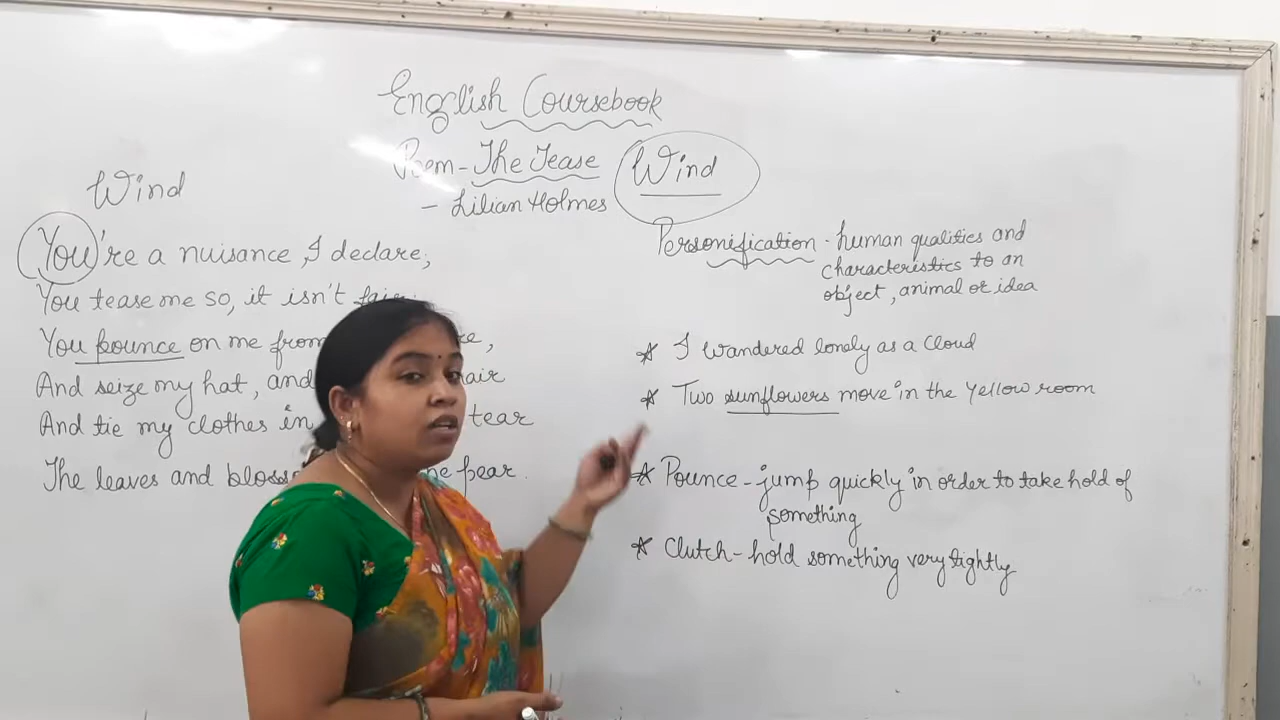 English Coursebook
Poem - The Tease
Wind
- Lilian Holmes
Wind
You're a nuisance, I declare;
You tease me so, it isn't fair
You pounce on me from
And seize my hat, and hair
And tie my clothes in tear
The leaves and pear.
Personification - human qualities and
characteristics to an
object, animal or idea
* I wandered lonely as a cloud
* Two sunflowers move in the yellow room
* Pounce - jump quickly in order to take hold of
something
* Clutch - hold something very tightly